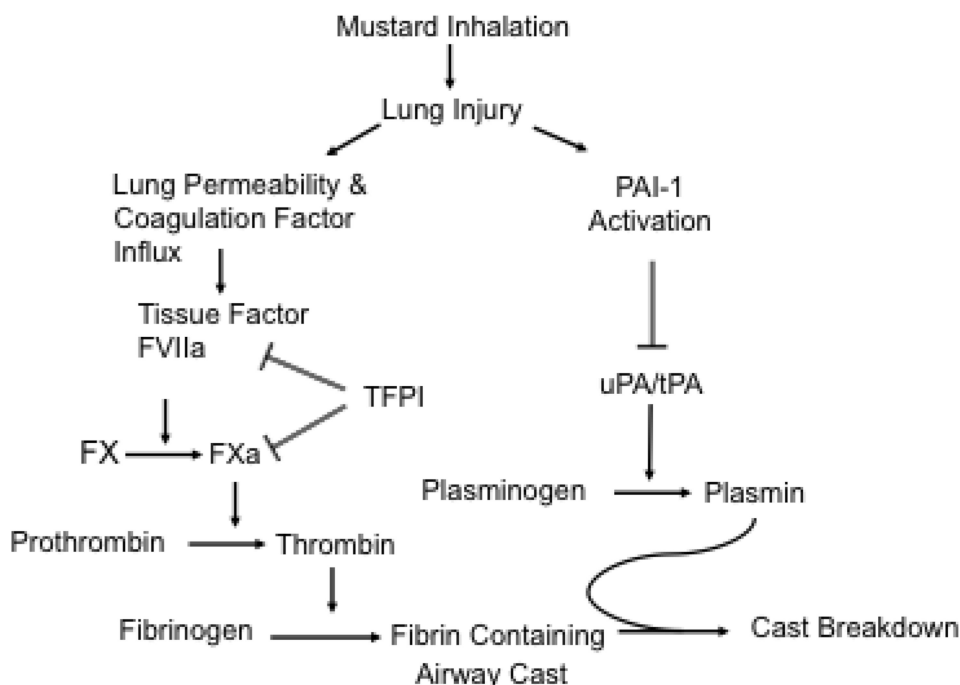 Mustard Inhalation
Lung Injury
Lung Permeability &
Coagulation Factor
Influx
PAI-1
Activation
Tissue Factor
FVIIa
TFPI
uPA/tPA
FX
FXa
Plasminogen
Plasmin
Prothrombin
Thrombin
Fibrinogen
Fibrin Containing
Airway Cast
Cast Breakdown